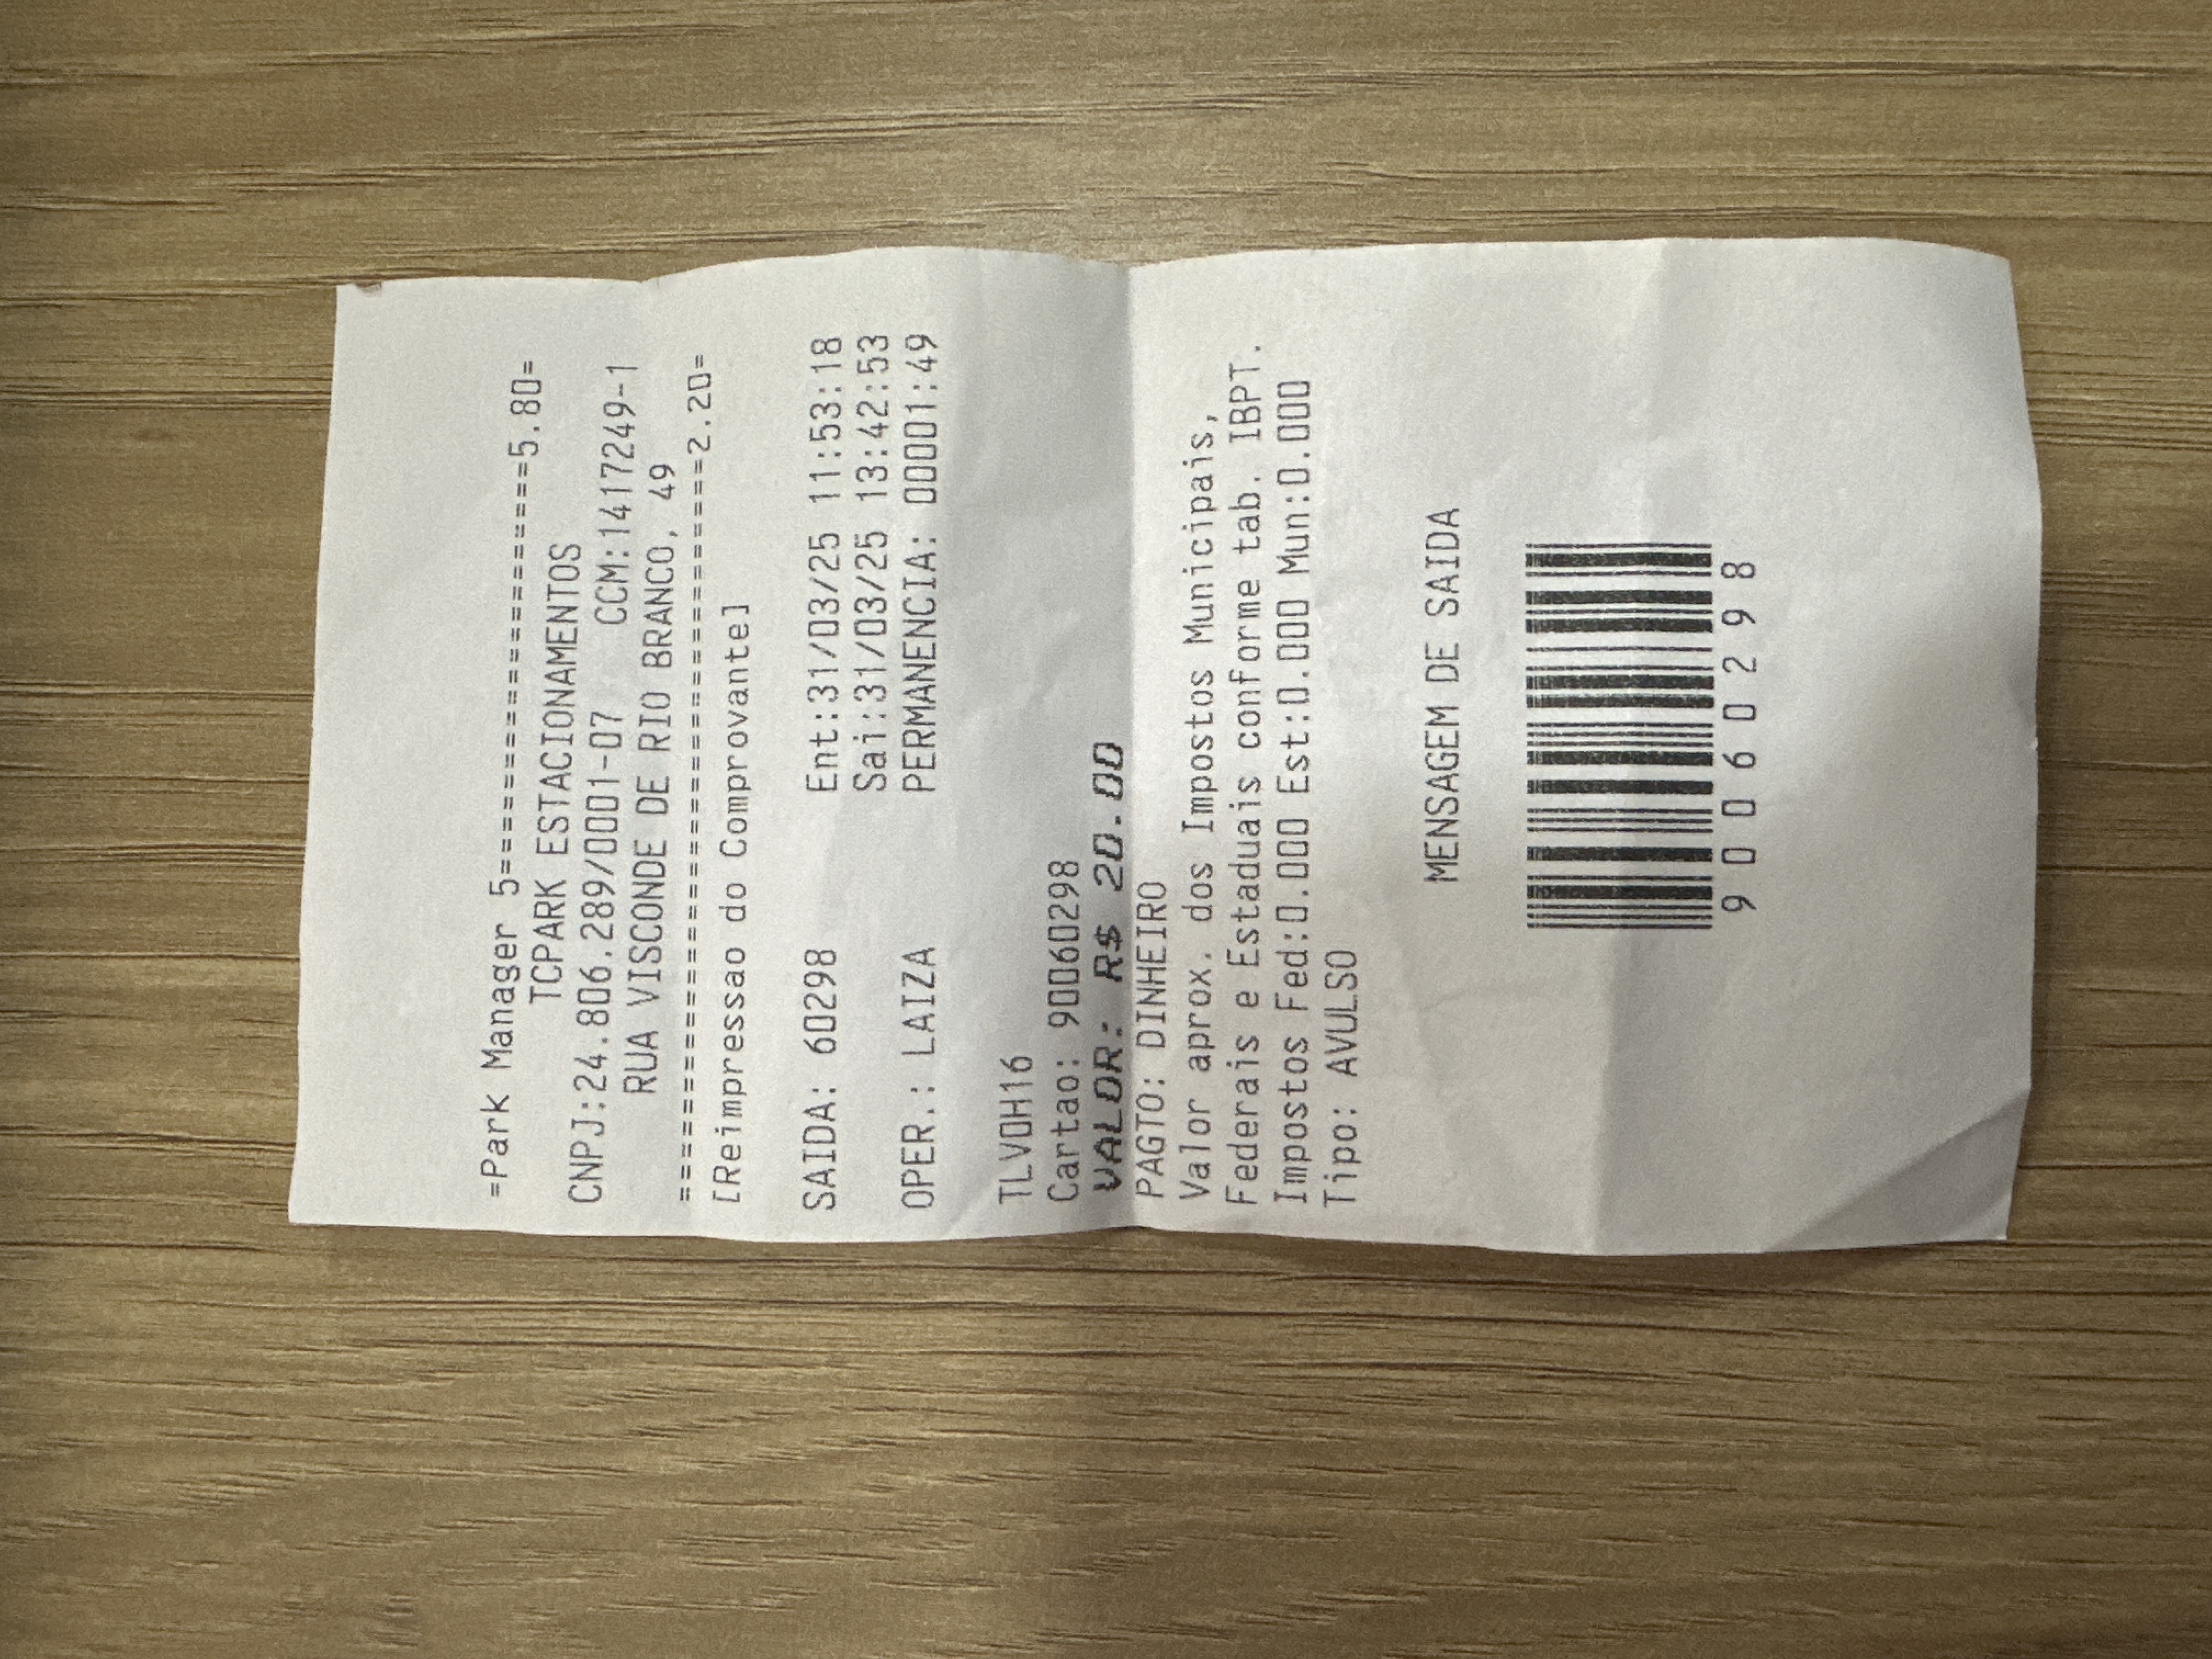 =Park Manager 5=====================5.80=
TCPARK ESTACIONAMENTOS
CNPJ:24.806.289/0001-07 CCM:1417249-1
RUA VISCONDE DE RIO BRANCO, 49
====================================2.20=
[Reimpressao do Comprovante]
SAIDA: 60298 Ent:31/03/25 11:53:18
Sai:31/03/25 13:42:53
OPER.: LAIZA PERMANENCIA: 00001:49
TLVOH16
Cartao: 90060298
VALOR: R$ 20.00
PAGTO: DINHEIRO
Valor aprox. dos Impostos Municipais,
Federais e Estaduais conforme tab. IBPT.
Impostos Fed:0.000 Est:0.000 Mun:0.000
Tipo: AVULSO
MENSAGEM DE SAIDA
90060298